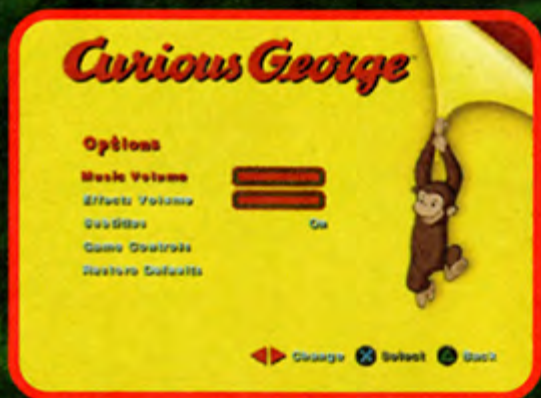 Curious George
Options
Music Volume
Effects Volume
Subtitles On
Game Controls
Restore Defaults
Change Select Back